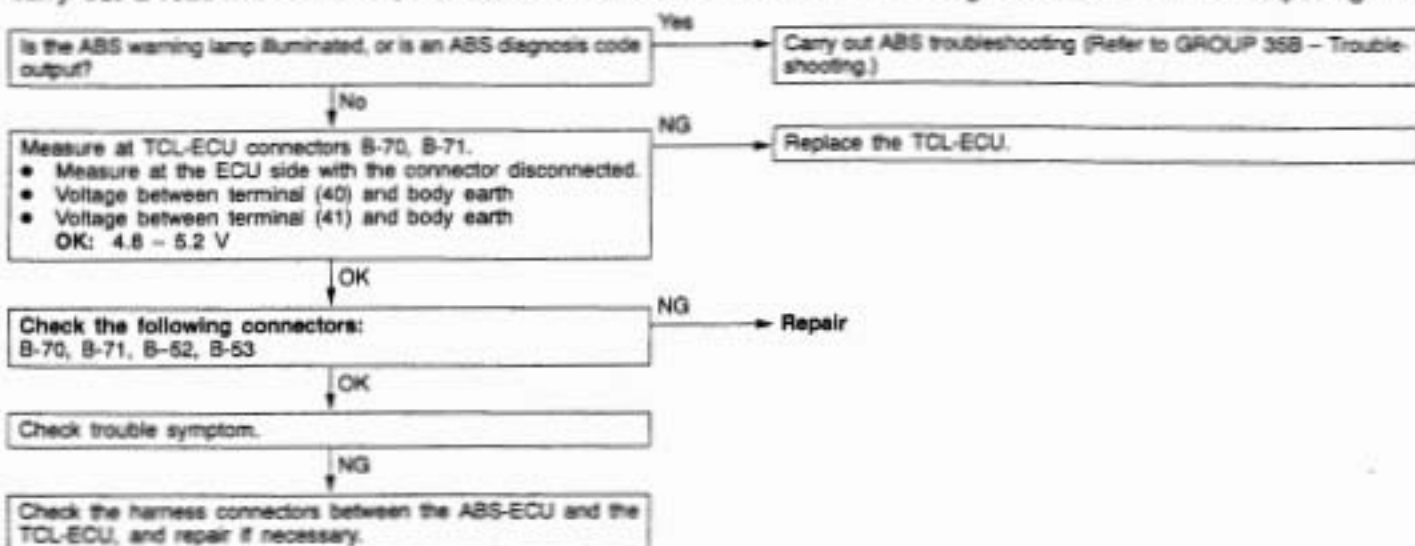 Yes
Is the ABS warning lamp illuminated, or is an ABS diagnosis code
output?
Carry out ABS troubleshooting (Refer to GROUP 35B – Trouble-
shooting.)
No
Measure at TCL-ECU connectors B-70, B-71.
● Measure at the ECU side with the connector disconnected.
● Voltage between terminal (40) and body earth
● Voltage between terminal (41) and body earth
OK: 4.8 – 5.2 V
NG
Replace the TCL-ECU.
OK
Check the following connectors:
B-70, B-71, B-52, B-53
NG
Repair
OK
Check trouble symptom.
NG
Check the harness connectors between the ABS-ECU and the
TCL-ECU, and repair if necessary.